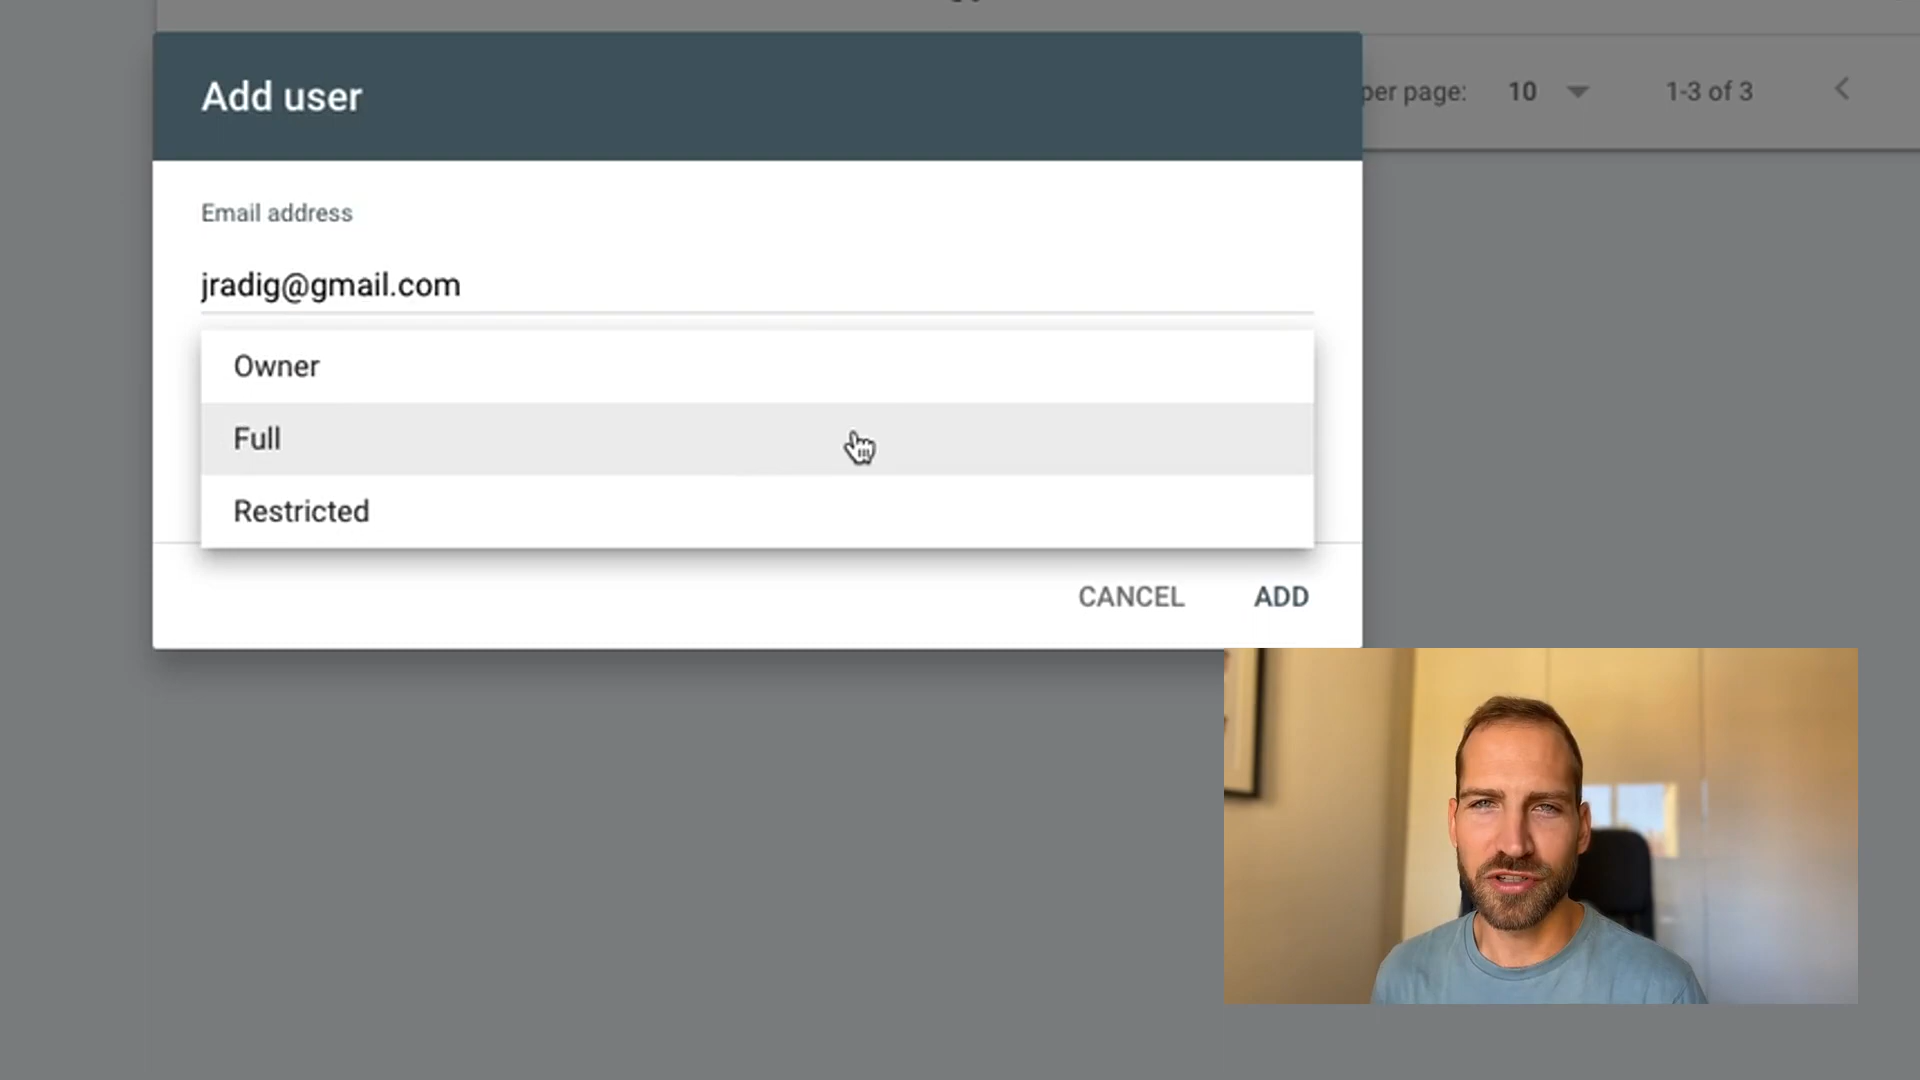 Add user
per page: 10 1-3 of 3
Email address
jradig@gmail.com
Owner
Full
Restricted
CANCEL ADD